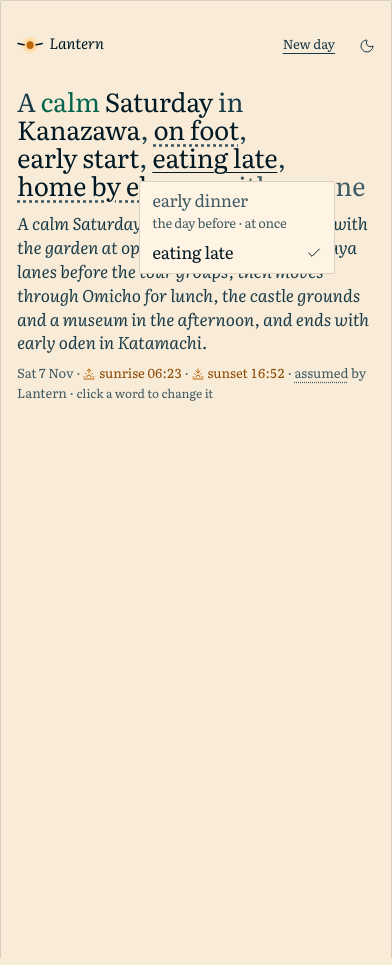 Lantern
New day
A calm Saturday in
Kanazawa, on foot,
early start, eating late,
home by
early dinner
the day before · at once
eating late
A calm Saturday with
the garden at
lanes before the tour groups, then moves
through Omicho for lunch, the castle grounds
and a museum in the afternoon, and ends with
early oden in Katamachi.
Sat 7 Nov · sunrise 06:23 · sunset 16:52 · assumed by
Lantern · click a word to change it